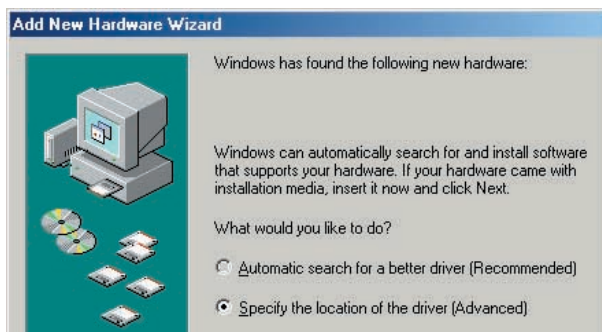 Add New Hardware Wizard
Windows has found the following new hardware:
Windows can automatically search for and install software
that supports your hardware. If your hardware came with
installation media, insert it now and click Next.
What would you like to do?
Automatic search for a better driver (Recommended)
Specify the location of the driver (Advanced)